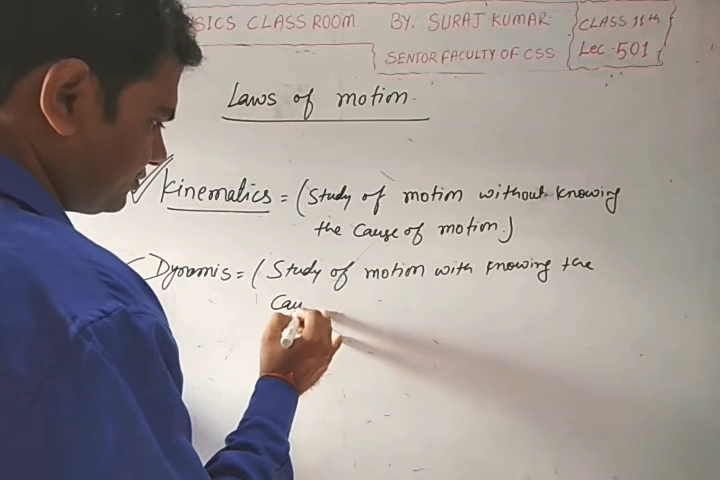 SICS CLASS ROOM BY. SURAJ KUMAR CLASS 11th
SENIOR FACULTY OF CSS Lec-501
Laws of motion.
Kinematics = (Study of motion without knowing
the Cause of motion)
Dynamis = (Study of motion with knowing the
Cau